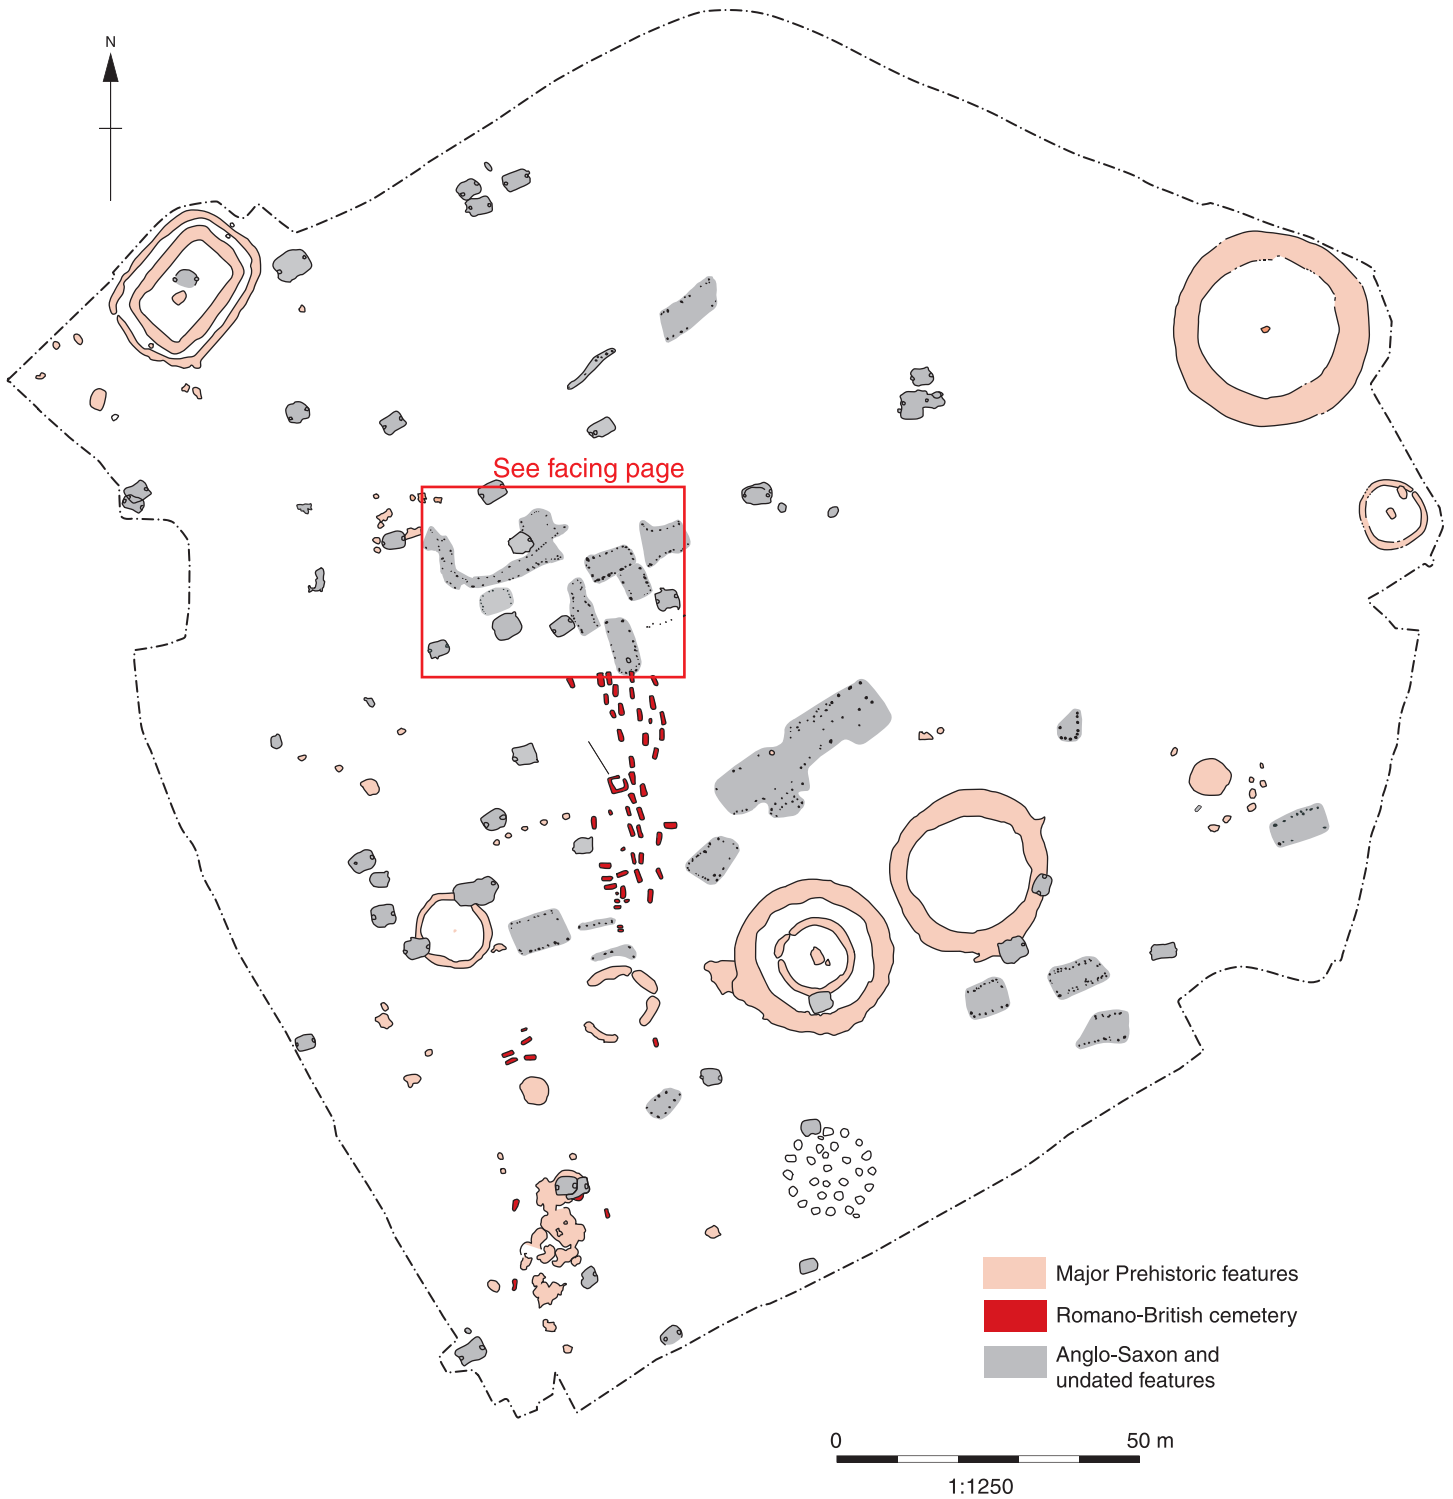 N
See facing page
Major Prehistoric features
Romano-British cemetery
Anglo-Saxon and
undated features
0 50 m
1:1250